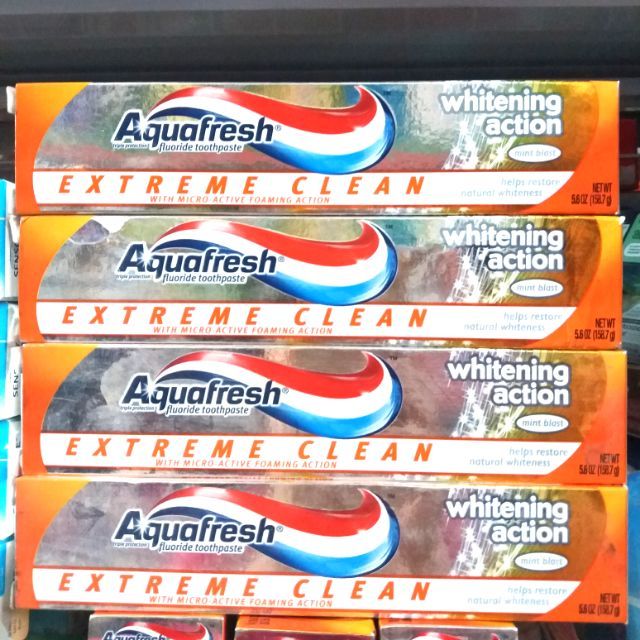 Aquafresh®
triple protection
fluoride toothpaste
whitening
action
mint blast
EXTREME CLEAN
WITH MICRO-ACTIVE FOAMING ACTION
helps restore
natural whiteness
NET WT
5.6 OZ (158.7 g)
Aquafresh®
triple protection
fluoride toothpaste
whitening
action
mint blast
EXTREME CLEAN
WITH MICRO-ACTIVE FOAMING ACTION
helps restore
natural whiteness
NET WT
5.6 OZ (158.7 g)
Aquafresh®
triple protection
fluoride toothpaste
whitening
action
mint blast
EXTREME CLEAN
WITH MICRO-ACTIVE FOAMING ACTION
helps restore
natural whiteness
NET WT
5.6 OZ (158.7 g)
Aquafresh®
triple protection
fluoride toothpaste
whitening
action
mint blast
EXTREME CLEAN
WITH MICRO-ACTIVE FOAMING ACTION
helps restore
natural whiteness
NET WT
5.6 OZ (158.7 g)
SENS
SENS
Aquafresh